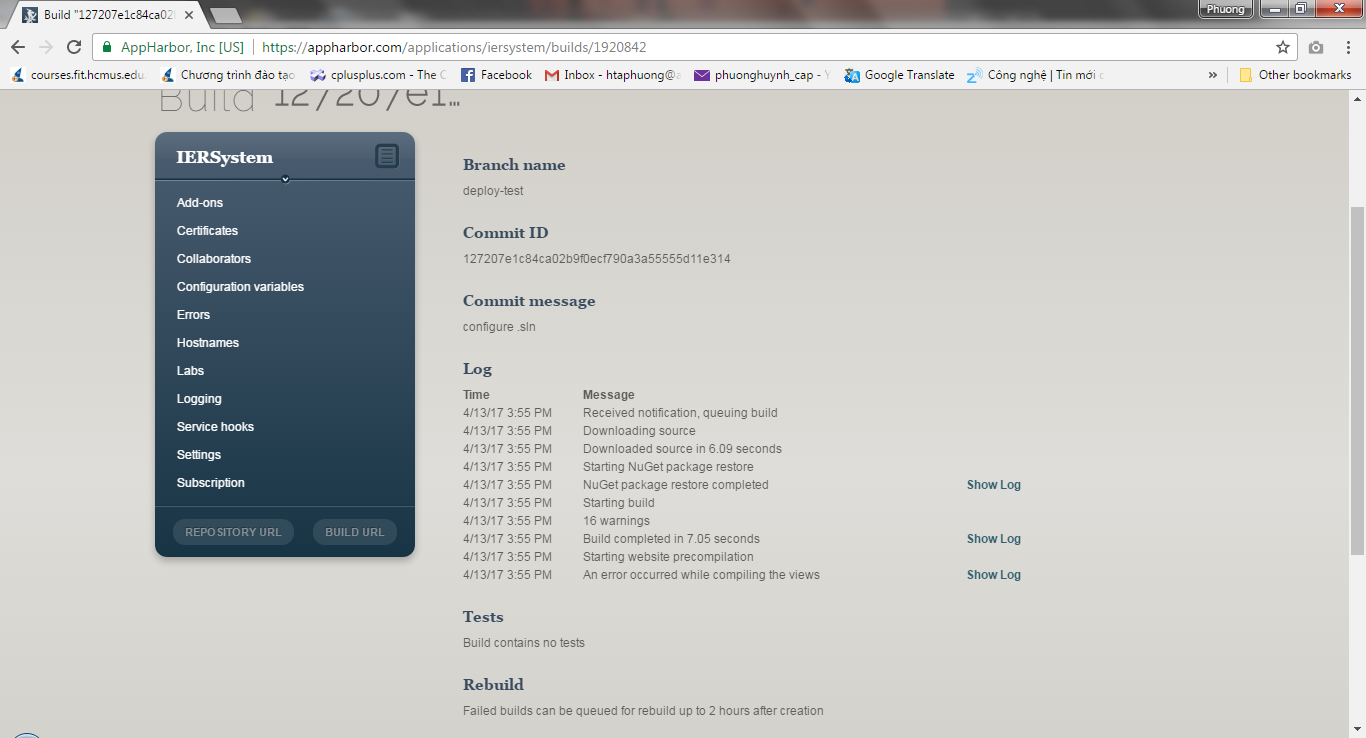 Build "127207e1c84ca02
Phuong
AppHarbor, Inc [US] https://appharbor.com/applications/iersystem/builds/1920842
courses.fit.hcmus.edu. Chương trình đào tạo cplusplus.com - The C Facebook Inbox - htaphuong@ phuonghuynh_cap - Y Google Translate Công nghệ | Tin mới » Other bookmarks
Build 127207e1...
IERSystem
Add-ons
Certificates
Collaborators
Configuration variables
Errors
Hostnames
Labs
Logging
Service hooks
Settings
Subscription
REPOSITORY URL BUILD URL
Branch name
deploy-test
Commit ID
127207e1c84ca02b9f0ecf790a3a55555d11e314
Commit message
configure .sln
Log
Time Message
4/13/17 3:55 PM Received notification, queuing build
4/13/17 3:55 PM Downloading source
4/13/17 3:55 PM Downloaded source in 6.09 seconds
4/13/17 3:55 PM Starting NuGet package restore
4/13/17 3:55 PM NuGet package restore completed Show Log
4/13/17 3:55 PM Starting build
4/13/17 3:55 PM 16 warnings
4/13/17 3:55 PM Build completed in 7.05 seconds Show Log
4/13/17 3:55 PM Starting website precompilation
4/13/17 3:55 PM An error occurred while compiling the views Show Log
Tests
Build contains no tests
Rebuild
Failed builds can be queued for rebuild up to 2 hours after creation